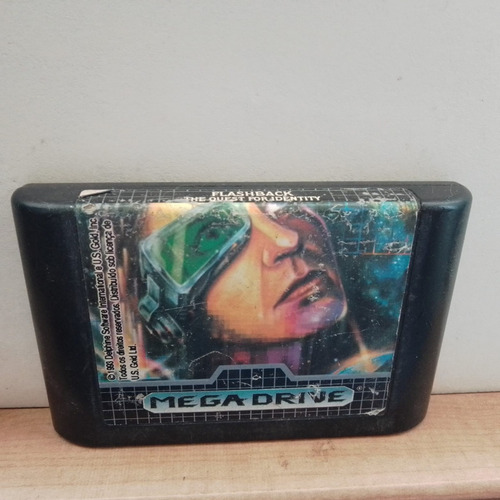 FLASHBACK
THE QUEST FOR IDENTITY
© 1993 Delphine Software International e U.S. Gold, Inc.
Todos os direitos reservados. Distribuído sob licença de
U.S. Gold Ltd.
MEGA DRIVE